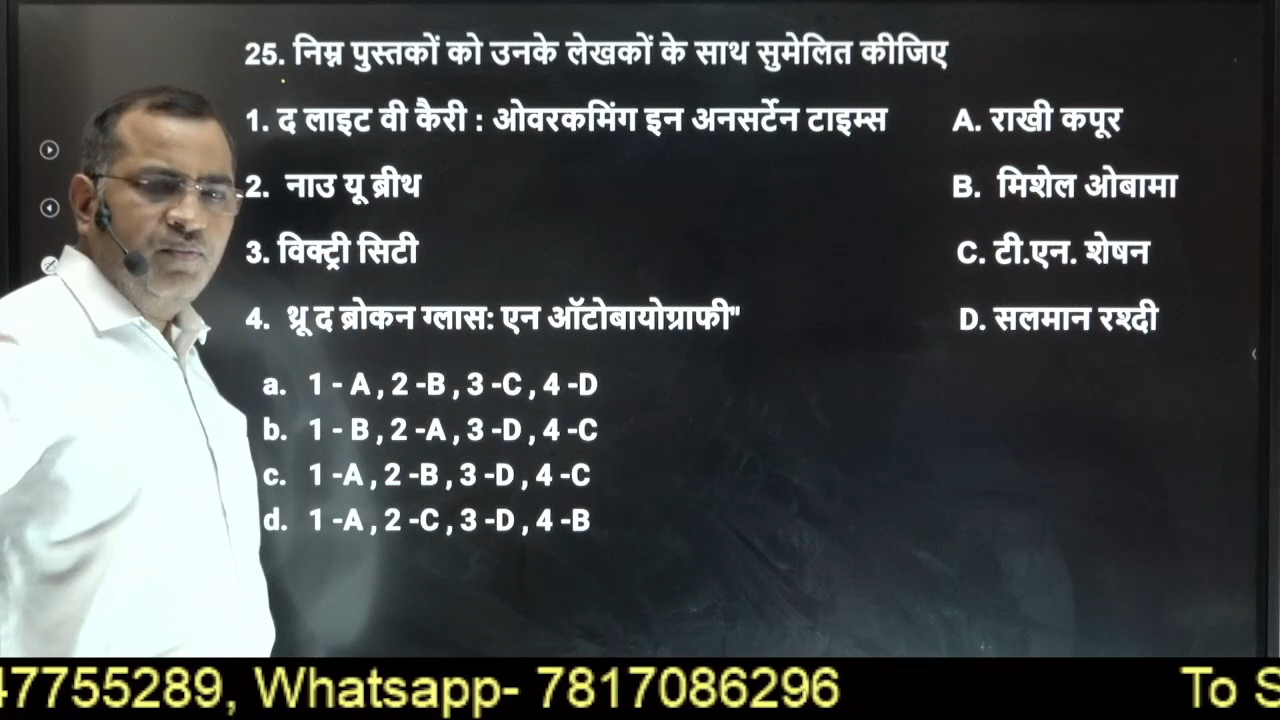 25. निम्न पुस्तकों को उनके लेखकों के साथ सुमेलित कीजिए
1. द लाइट वी कैरी : ओवरकमिंग इन अनसर्टेन टाइम्स A. राखी कपूर
2. नाउ यू ब्रीथ B. मिशेल ओबामा
3. विक्ट्री सिटी C. टी.एन. शेषन
4. थ्रू द ब्रोकन ग्लास: एन ऑटोबायोग्राफी" D. सलमान रश्दी
a. 1 - A , 2 -B , 3 -C , 4 -D
b. 1 - B , 2 -A , 3 -D , 4 -C
c. 1 -A , 2 -B , 3 -D , 4 -C
d. 1 -A , 2 -C , 3 -D , 4 -B
47755289, Whatsapp- 7817086296 To S